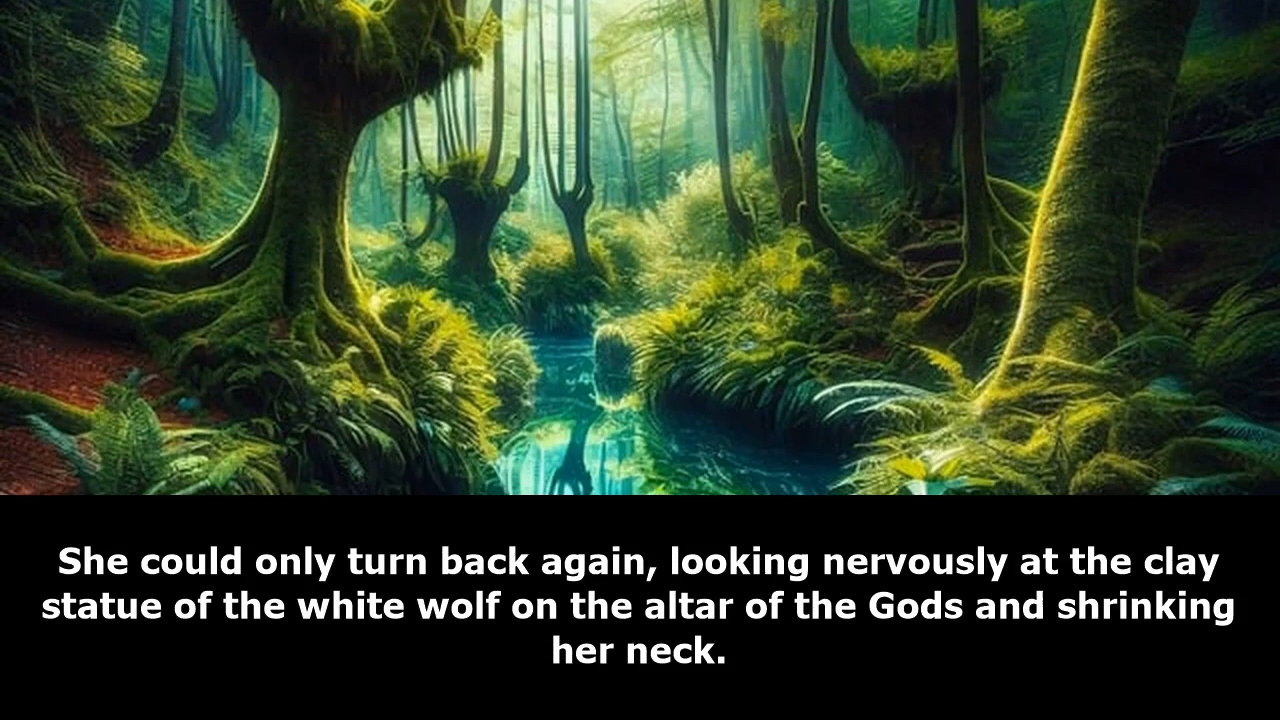 She could only turn back again, looking nervously at the clay
statue of the white wolf on the altar of the Gods and shrinking
her neck.